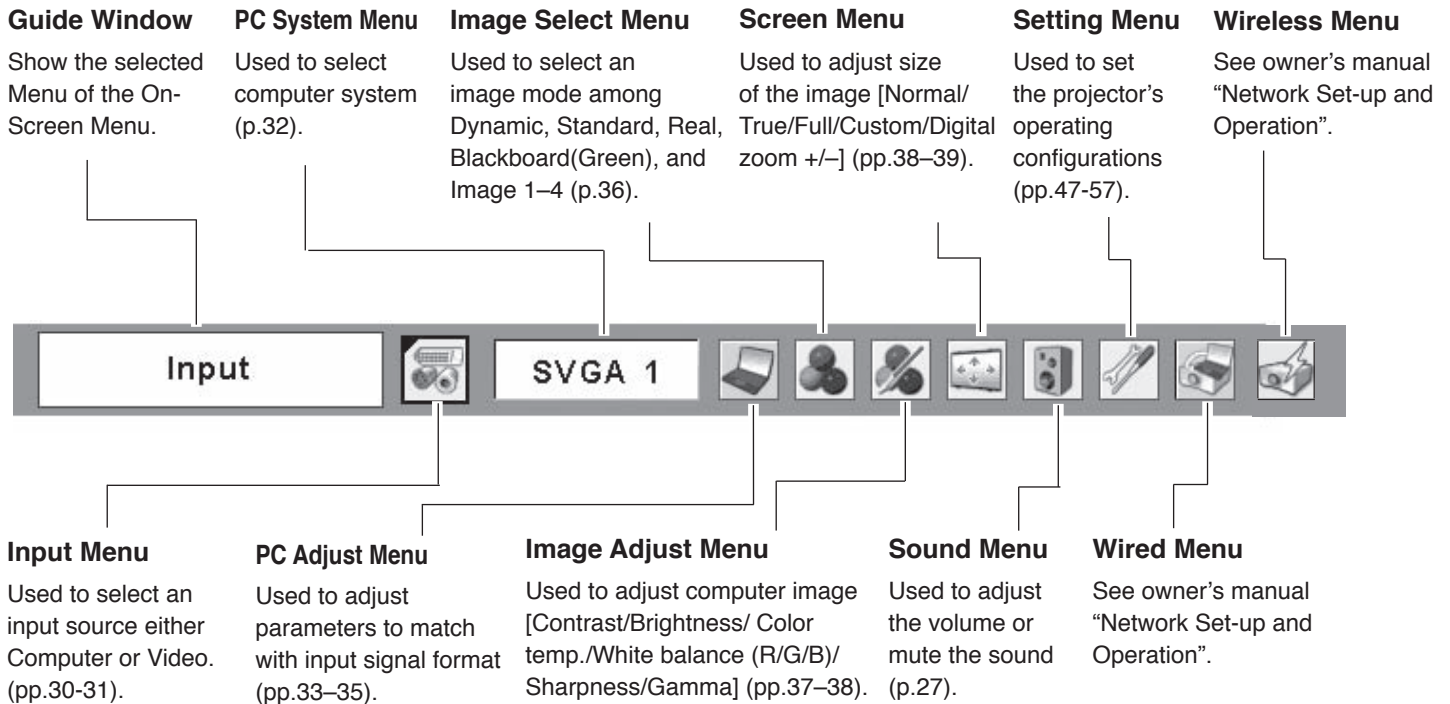 Guide Window
Show the selected
Menu of the On-
Screen Menu.
PC System Menu
Used to select
computer system
(p.32).
Image Select Menu
Used to select an
image mode among
Dynamic, Standard, Real,
Blackboard(Green), and
Image 1–4 (p.36).
Screen Menu
Used to adjust size
of the image [Normal/
True/Full/Custom/Digital
zoom +/–] (pp.38–39).
Setting Menu
Used to set
the projector’s
operating
configurations
(pp.47-57).
Wireless Menu
See owner’s manual
“Network Set-up and
Operation”.
Input
SVGA 1
Input Menu
Used to select an
input source either
Computer or Video.
(pp.30-31).
PC Adjust Menu
Used to adjust
parameters to match
with input signal format
(pp.33–35).
Image Adjust Menu
Used to adjust computer image
[Contrast/Brightness/ Color
temp./White balance (R/G/B)/
Sharpness/Gamma] (pp.37–38).
Sound Menu
Used to adjust
the volume or
mute the sound
(p.27).
Wired Menu
See owner’s manual
“Network Set-up and
Operation”.